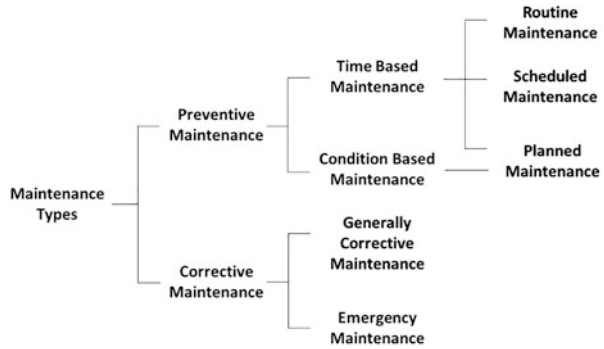 Routine
Maintenance
Time Based
Maintenance
Scheduled
Maintenance
Preventive
Maintenance
Condition Based
Maintenance
Planned
Maintenance
Maintenance
Types
Generally
Corrective
Maintenance
Corrective
Maintenance
Emergency
Maintenance